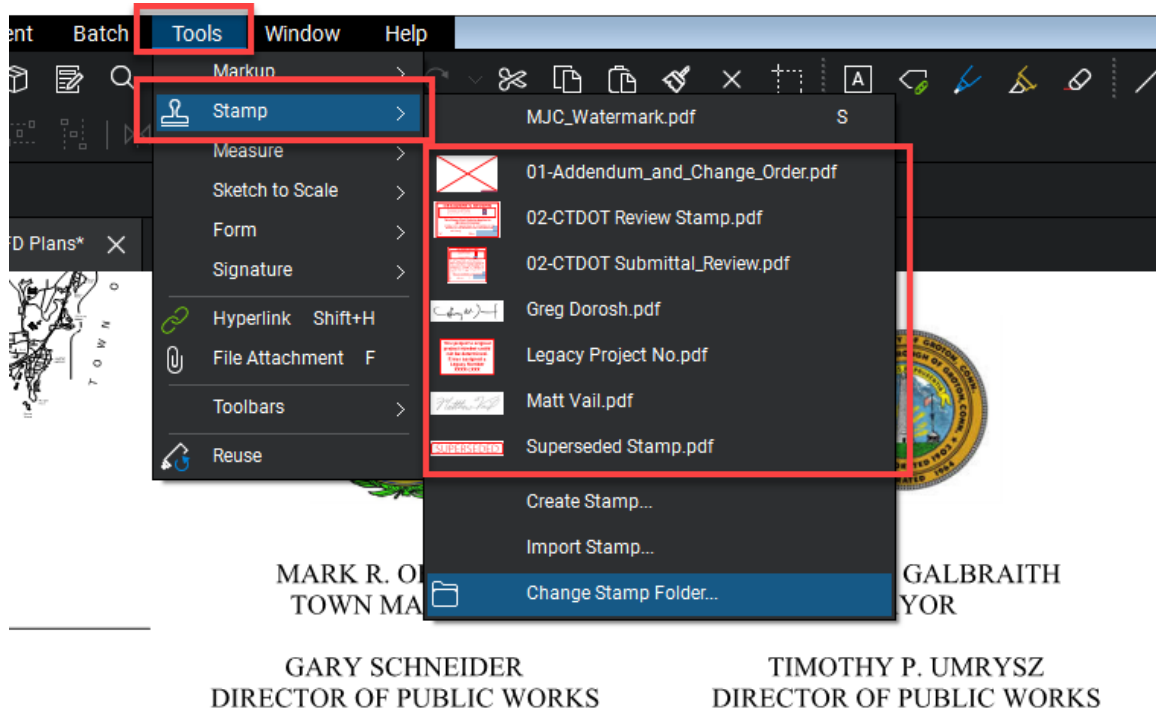 ent Batch Tools Window Help
Markup
Stamp
Measure
Sketch to Scale
Form
Signature
Hyperlink Shift+H
File Attachment F
Toolbars
Reuse
MJC_Watermark.pdf S
01-Addendum_and_Change_Order.pdf
02-CTDOT Review Stamp.pdf
02-CTDOT Submittal_Review.pdf
Greg Dorosh.pdf
Legacy Project No.pdf
Matt Vail.pdf
SUPERSEDED Superseded Stamp.pdf
Create Stamp...
Import Stamp...
Change Stamp Folder...
A
FD Plans*
TOWN O
MARK R. O
TOWN MA
GALBRAITH
YOR
GARY SCHNEIDER
DIRECTOR OF PUBLIC WORKS
TIMOTHY P. UMRYSZ
DIRECTOR OF PUBLIC WORKS